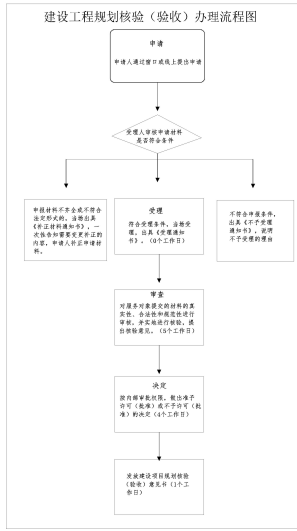 建设工程规划核验（验收）办理流程图
申请
申请人通过窗口或线上提出申请
受理人审核申请材料
是否符合条件
申报材料不齐全或不符合
法定形式的，当场出具
《补正材料通知书》，一
次性告知需要变更补正的
内容，申请人补正申请材
料。
受理
符合受理条件，当场受
理。出具《受理通知
书》。（0个工作日）
不符合申报条件，
出具《不予受理
通知书》，说明
不予受理的理由
审查
对服务对象提交的材料的真
实性、合法性和规范性进行
审核，并实地进行核验，提
出核验意见。（5个工作日）
决定
按内部审批权限，做出准予
许可（批准）或不予许可（批
准）的决定（4个工作日）
发放建设项目规划核验
（验收）意见书（1个工
作日）